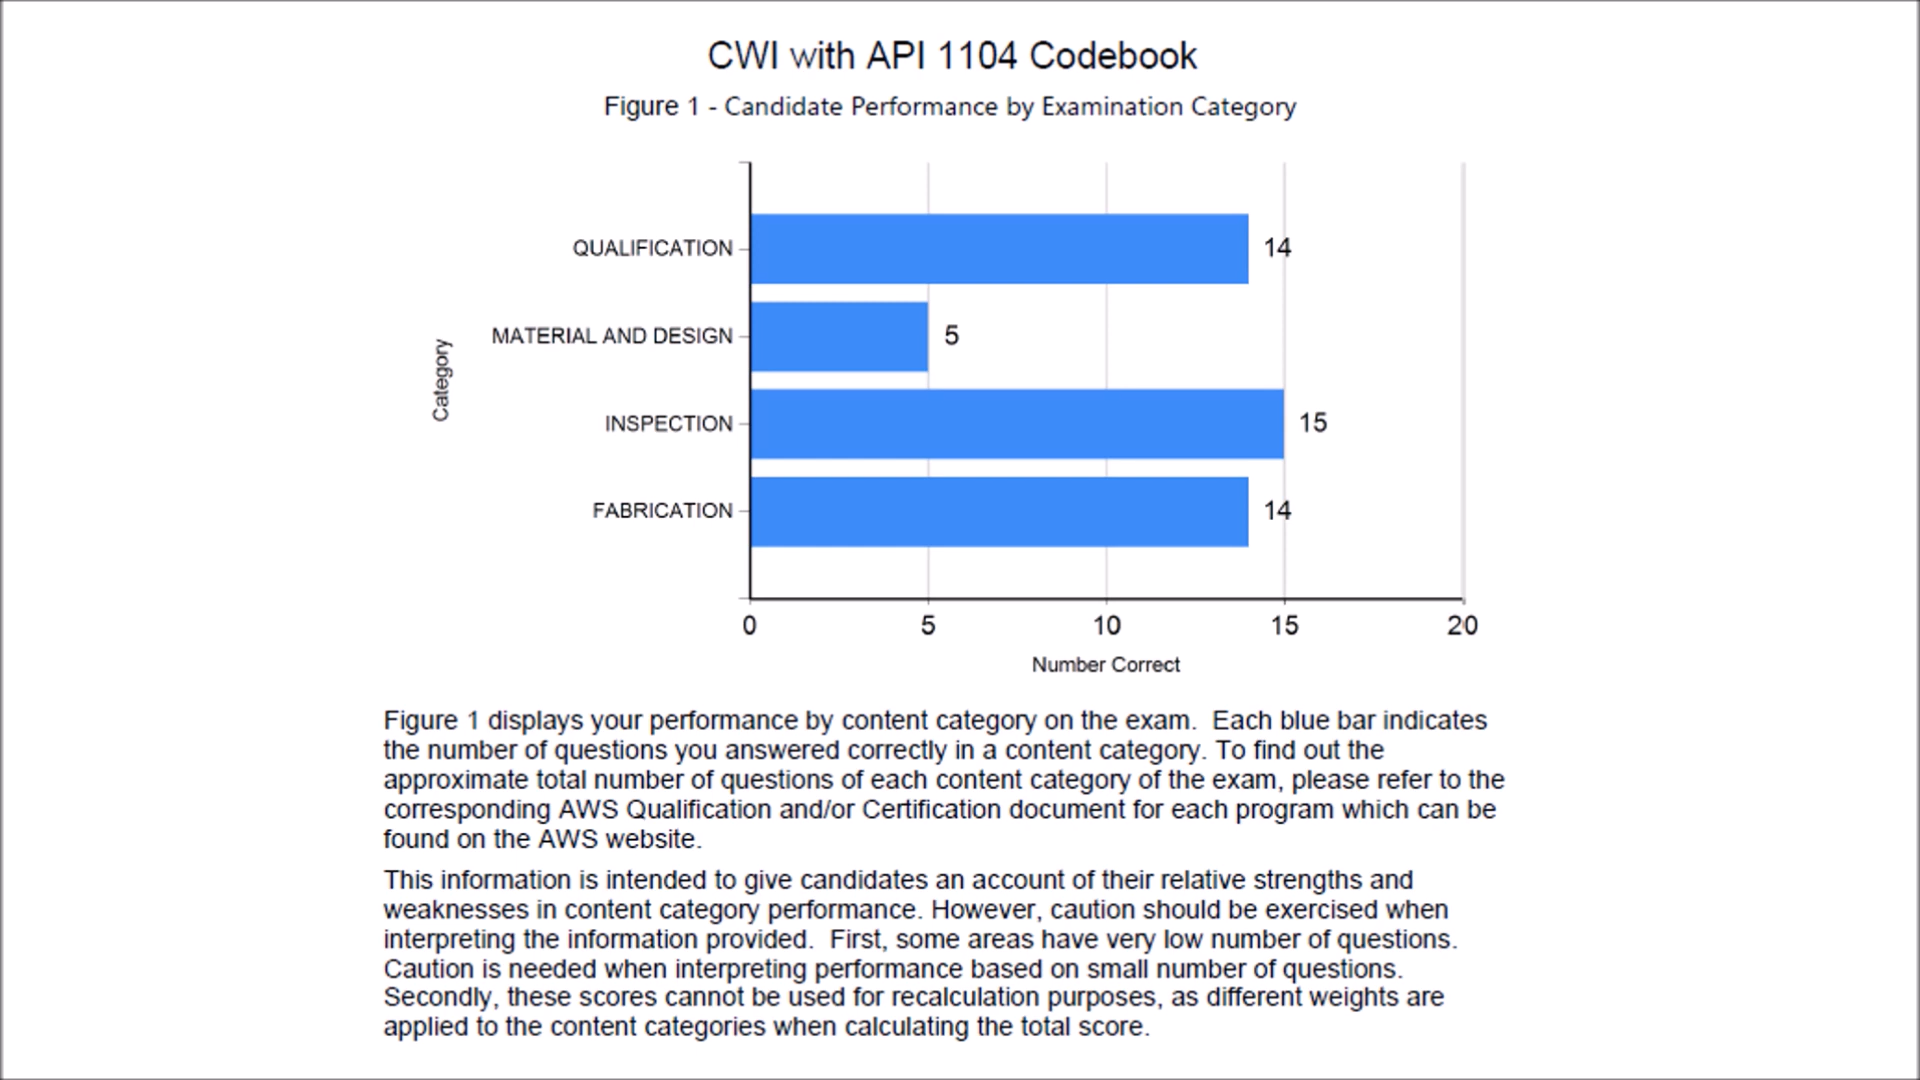 CWI with API 1104 Codebook
Figure 1 - Candidate Performance by Examination Category
QUALIFICATION
14
MATERIAL AND DESIGN
5
INSPECTION
15
FABRICATION
14
Category
0 5 10 15 20
Number Correct
Figure 1 displays your performance by content category on the exam.  Each blue bar indicates
the number of questions you answered correctly in a content category. To find out the
approximate total number of questions of each content category of the exam, please refer to the
corresponding AWS Qualification and/or Certification document for each program which can be
found on the AWS website.
This information is intended to give candidates an account of their relative strengths and
weaknesses in content category performance. However, caution should be exercised when
interpreting the information provided.  First, some areas have very low number of questions.
Caution is needed when interpreting performance based on small number of questions.
Secondly, these scores cannot be used for recalculation purposes, as different weights are
applied to the content categories when calculating the total score.